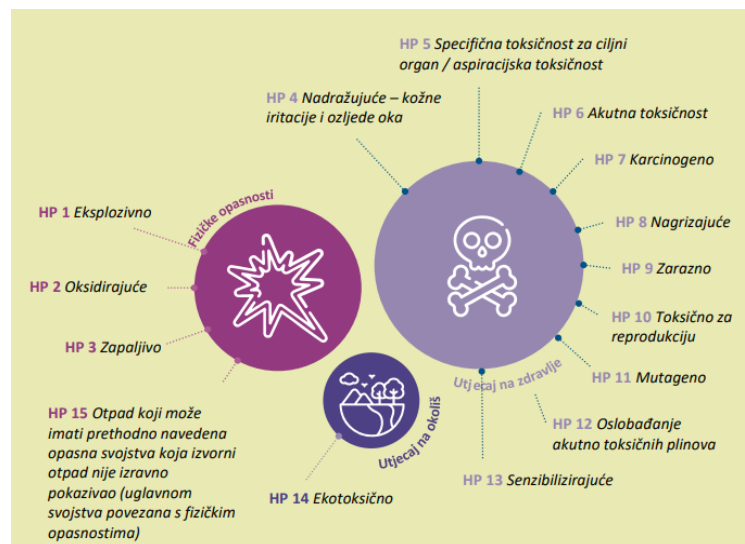 HP 5 Specifična toksičnost za ciljni
organ / aspiracijska toksičnost
HP 4 Nadražujuće – kožne
iritacije i ozljede oka
HP 6 Akutna toksičnost
HP 7 Karcinogeno
Fizičke opasnosti
HP 1 Eksplozivno
HP 8 Nagrizajuće
HP 9 Zarazno
HP 2 Oksidirajuće
HP 10 Toksično za
reprodukciju
HP 3 Zapaljivo
HP 11 Mutageno
Utjecaj na zdravlje
HP 15 Otpad koji može
imati prethodno navedena
opasna svojstva koja izvorni
otpad nije izravno
pokazivao (uglavnom
svojstva povezana s fizičkim
opasnostima)
HP 12 Oslobađanje
akutno toksičnih plinova
Utjecaj na okoliš
HP 13 Senzibilizirajuće
HP 14 Ekotoksično